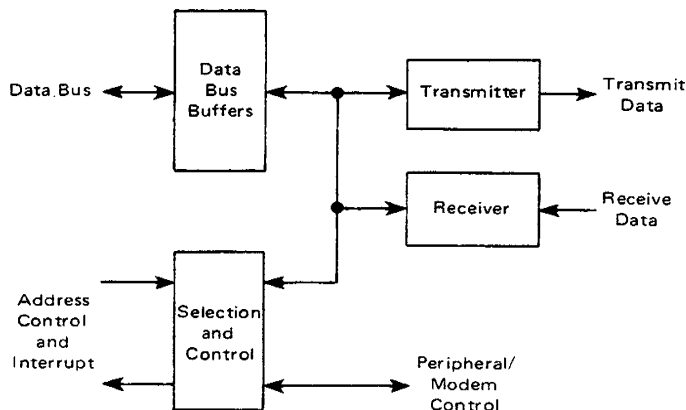 Data Bus
Data
Bus
Buffers
Transmitter
Transmit
Data
Receiver
Receive
Data
Address
Control
and
Interrupt
Selection
and
Control
Peripheral/
Modem
Control